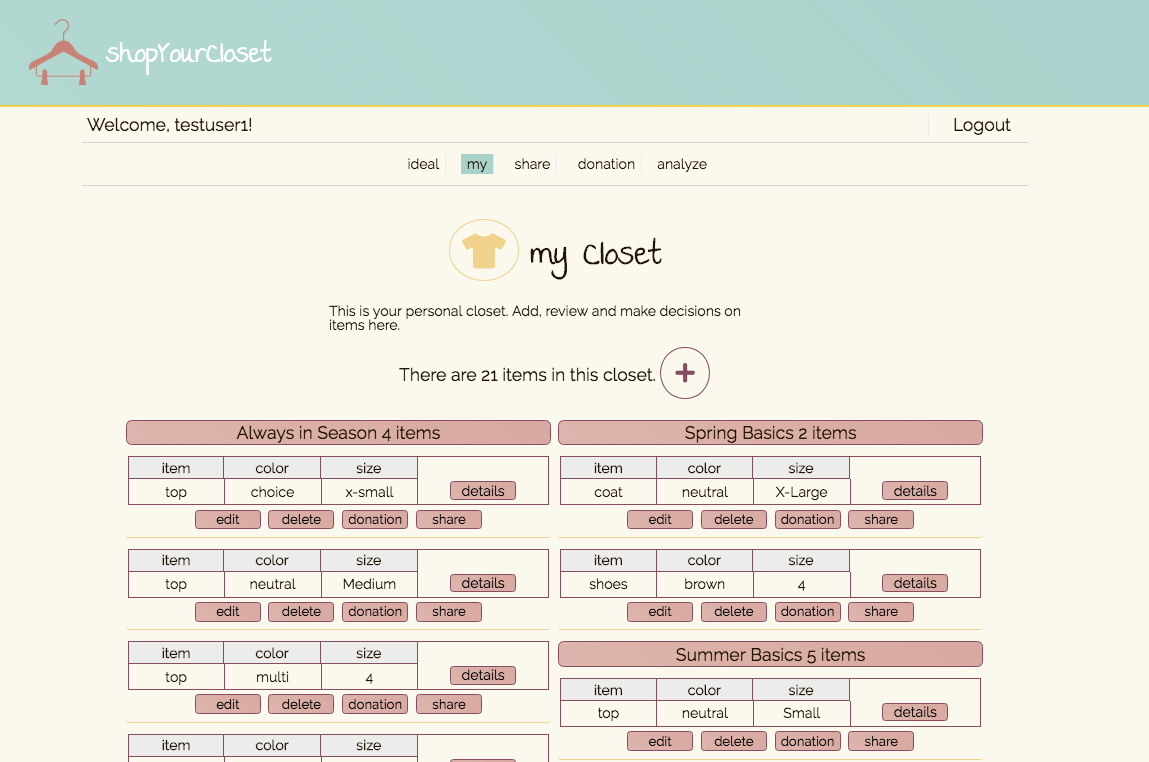 shopYourCloset
Welcome, testuser1!
Logout
ideal my share donation analyze
my Closet
This is your personal closet. Add, review and make decisions on
items here.
There are 21 items in this closet.
Always in Season 4 items
item color size
top choice x-small details
edit delete donation share
item color size
top neutral Medium details
edit delete donation share
item color size
top multi 4 details
edit delete donation share
item color size
Spring Basics 2 items
item color size
coat neutral X-Large details
edit delete donation share
item color size
shoes brown 4 details
edit delete donation share
Summer Basics 5 items
item color size
top neutral Small details
edit delete donation share